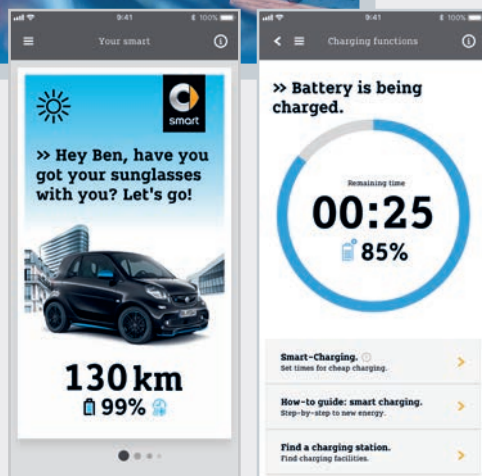 9:41
100%
Your smart
smart
>> Hey Ben, have you
got your sunglasses
with you? Let's go!
130 km
99%
9:41
100%
Charging functions
>> Battery is being
charged.
Remaining time
00:25
85%
Smart-Charging.
Set times for cheap charging.
How-to guide: smart charging.
Step-by-step to new energy.
Find a charging station.
Find charging facilities.